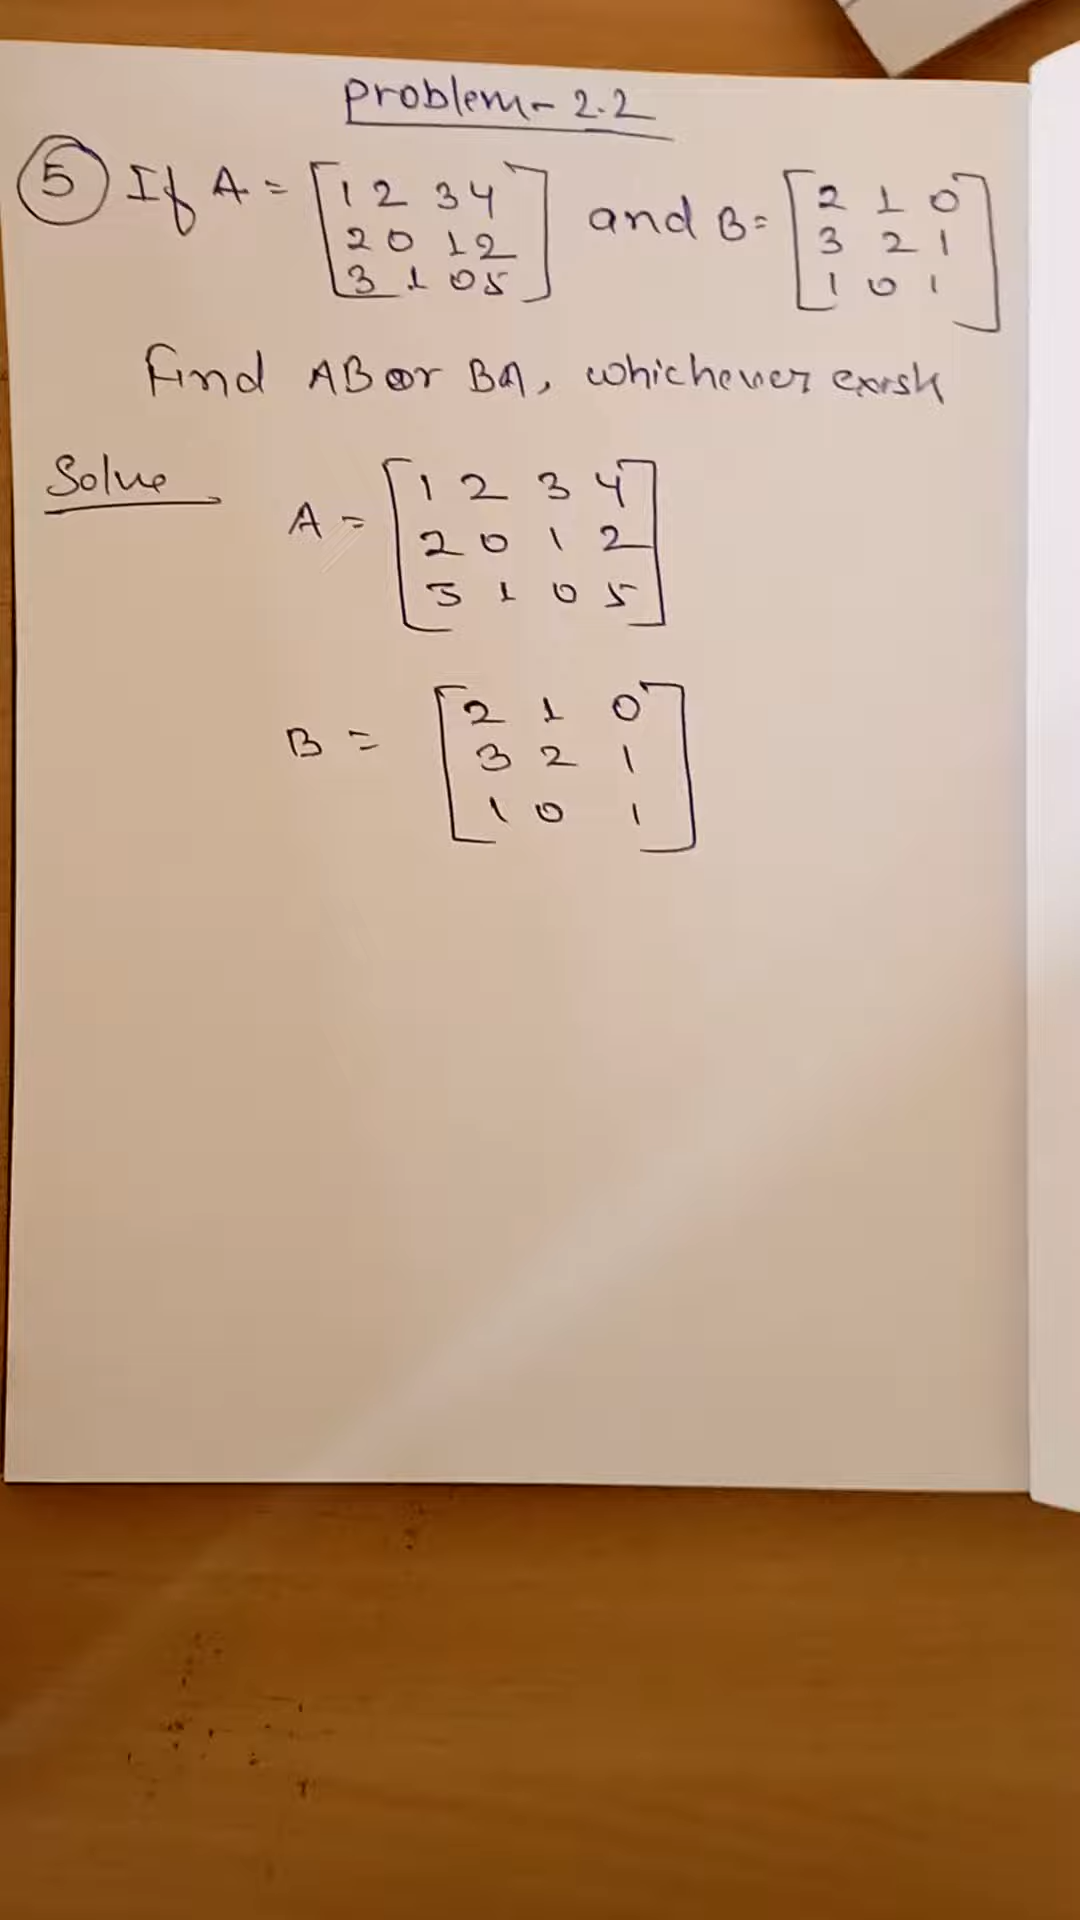 Problem - 2.2
5 If A = [1 2 3 4 and B = [2 1 0
2 0 1 2 3 2 1
3 1 0 5] 1 0 1]
Find AB or BA, whichever exists
Solve
A = [1 2 3 4
2 0 1 2
3 1 0 5]
B = [2 1 0
3 2 1
1 0 1]